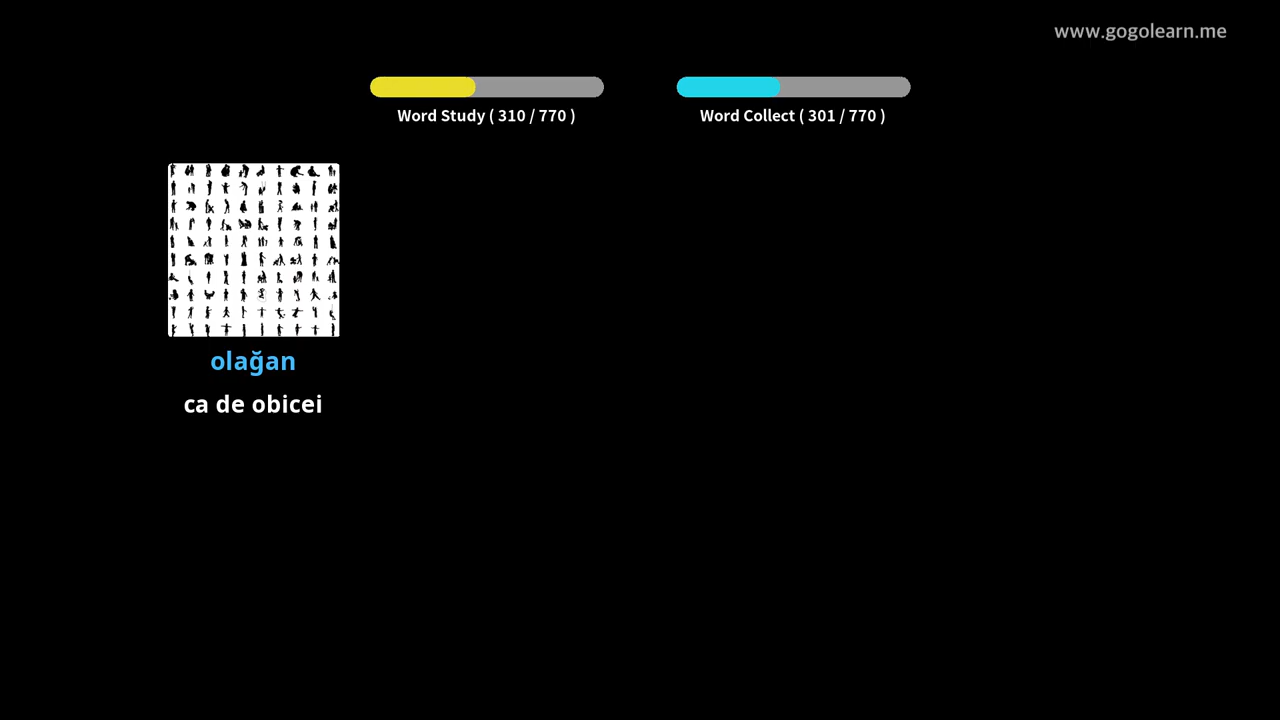 www.gogolearn.me
Word Study ( 310 / 770 )
Word Collect ( 301 / 770 )
olağan
ca de obicei